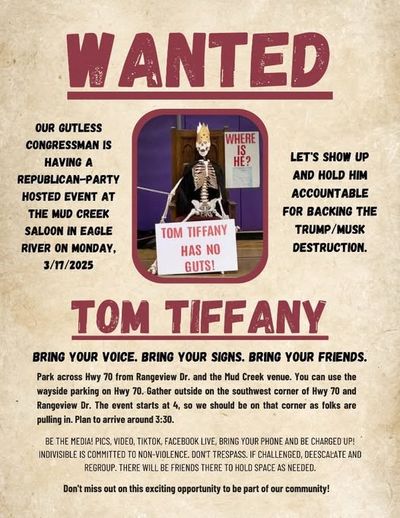 WANTED
OUR GUTLESS
CONGRESSMAN IS
HAVING A
REPUBLICAN-PARTY
HOSTED EVENT AT
THE MUD CREEK
SALOON IN EAGLE
RIVER ON MONDAY,
3/17/2025
WHERE
IS
HE?
TOM TIFFANY
HAS NO
GUTS!
LET'S SHOW UP
AND HOLD HIM
ACCOUNTABLE
FOR BACKING THE
TRUMP/MUSK
DESTRUCTION.
TOM TIFFANY
BRING YOUR VOICE. BRING YOUR SIGNS. BRING YOUR FRIENDS.
Park across Hwy 70 from Rangeview Dr. and the Mud Creek venue. You can use the
wayside parking on Hwy 70. Gather outside on the southwest corner of Hwy 70 and
Rangeview Dr. The event starts at 4, so we should be on that corner as folks are
pulling in. Plan to arrive around 3:30.
BE THE MEDIA! PICS, VIDEO, TIKTOK, FACEBOOK LIVE, BRING YOUR PHONE AND BE CHARGED UP!
INDIVISIBLE IS COMMITTED TO NON-VIOLENCE. DON'T TRESPASS. IF CHALLENGED, DEESCALATE AND
REGROUP. THERE WILL BE FRIENDS THERE TO HOLD SPACE AS NEEDED.
Don't miss out on this exciting opportunity to be part of our community!